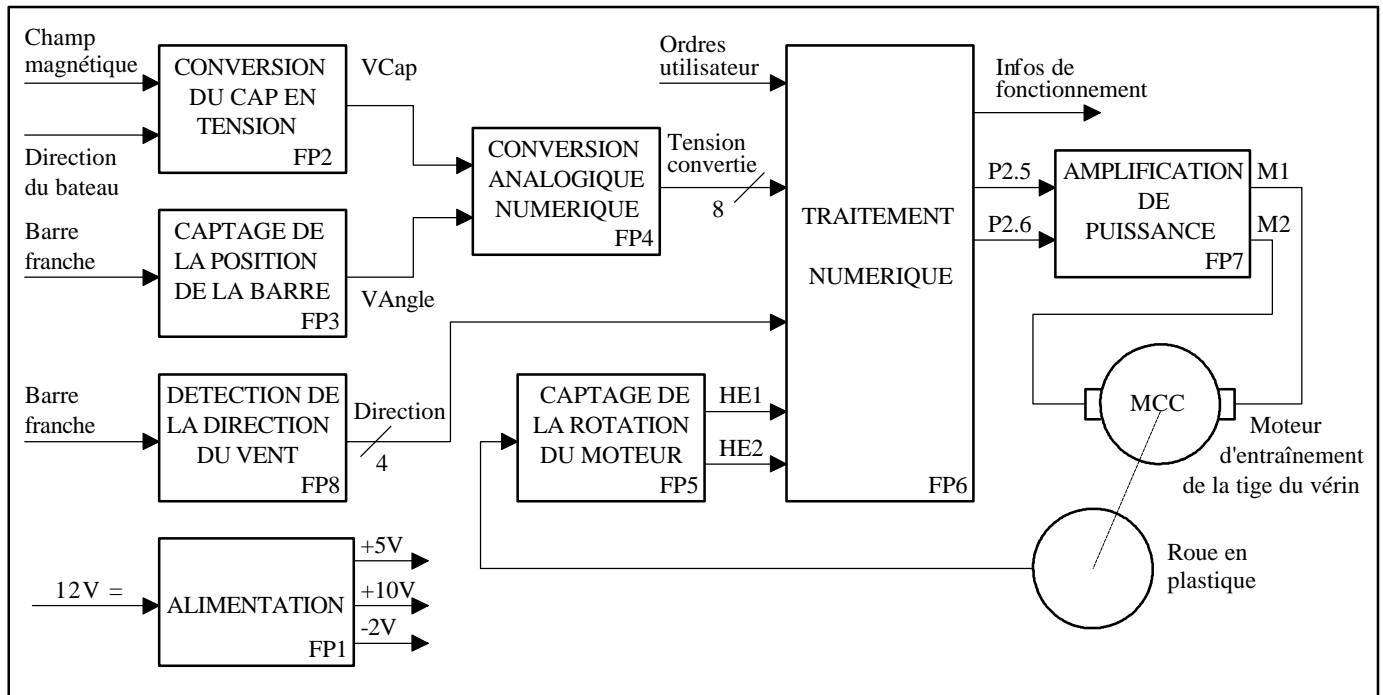 Champ
magnétique
CONVERSION
DU CAP EN
TENSION
FP2
VCap
Direction
du bateau
Barre
franche
CAPTAGE DE
LA POSITION
DE LA BARRE
FP3
VAngle
CONVERSION
ANALOGIQUE
NUMERIQUE
FP4
Tension
convertie
8
Ordres
utilisateur
TRAITEMENT
NUMERIQUE
FP6
Infos de
fonctionnement
P2.5
P2.6
AMPLIFICATION
DE
PUISSANCE
FP7
M1
M2
MCC
Moteur
d'entraînement
de la tige du vérin
Roue en
plastique
Barre
franche
DETECTION DE
LA DIRECTION
DU VENT
FP8
Direction
4
CAPTAGE DE
LA ROTATION
DU MOTEUR
FP5
HE1
HE2
12V =
ALIMENTATION
FP1
+5V
+10V
-2V